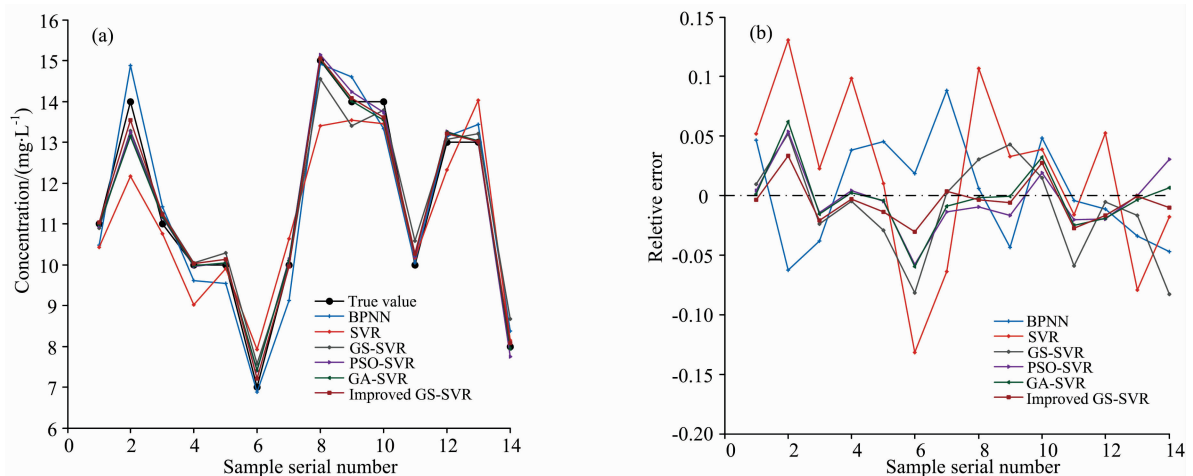 (a)
Concentration/(mg·L⁻¹)
16
15
14
13
12
11
10
9
8
7
6
True value
BPNN
SVR
GS-SVR
PSO-SVR
GA-SVR
Improved GS-SVR
0 2 4 6 8 10 12 14
Sample serial number
(b)
Reletive error
0.15
0.1
0.05
0
-0.05
-0.10
-0.15
-0.20
BPNN
SVR
GS-SVR
PSO-SVR
GA-SVR
Improved GS-SVR
0 2 4 6 8 10 12 14
Sample serial number